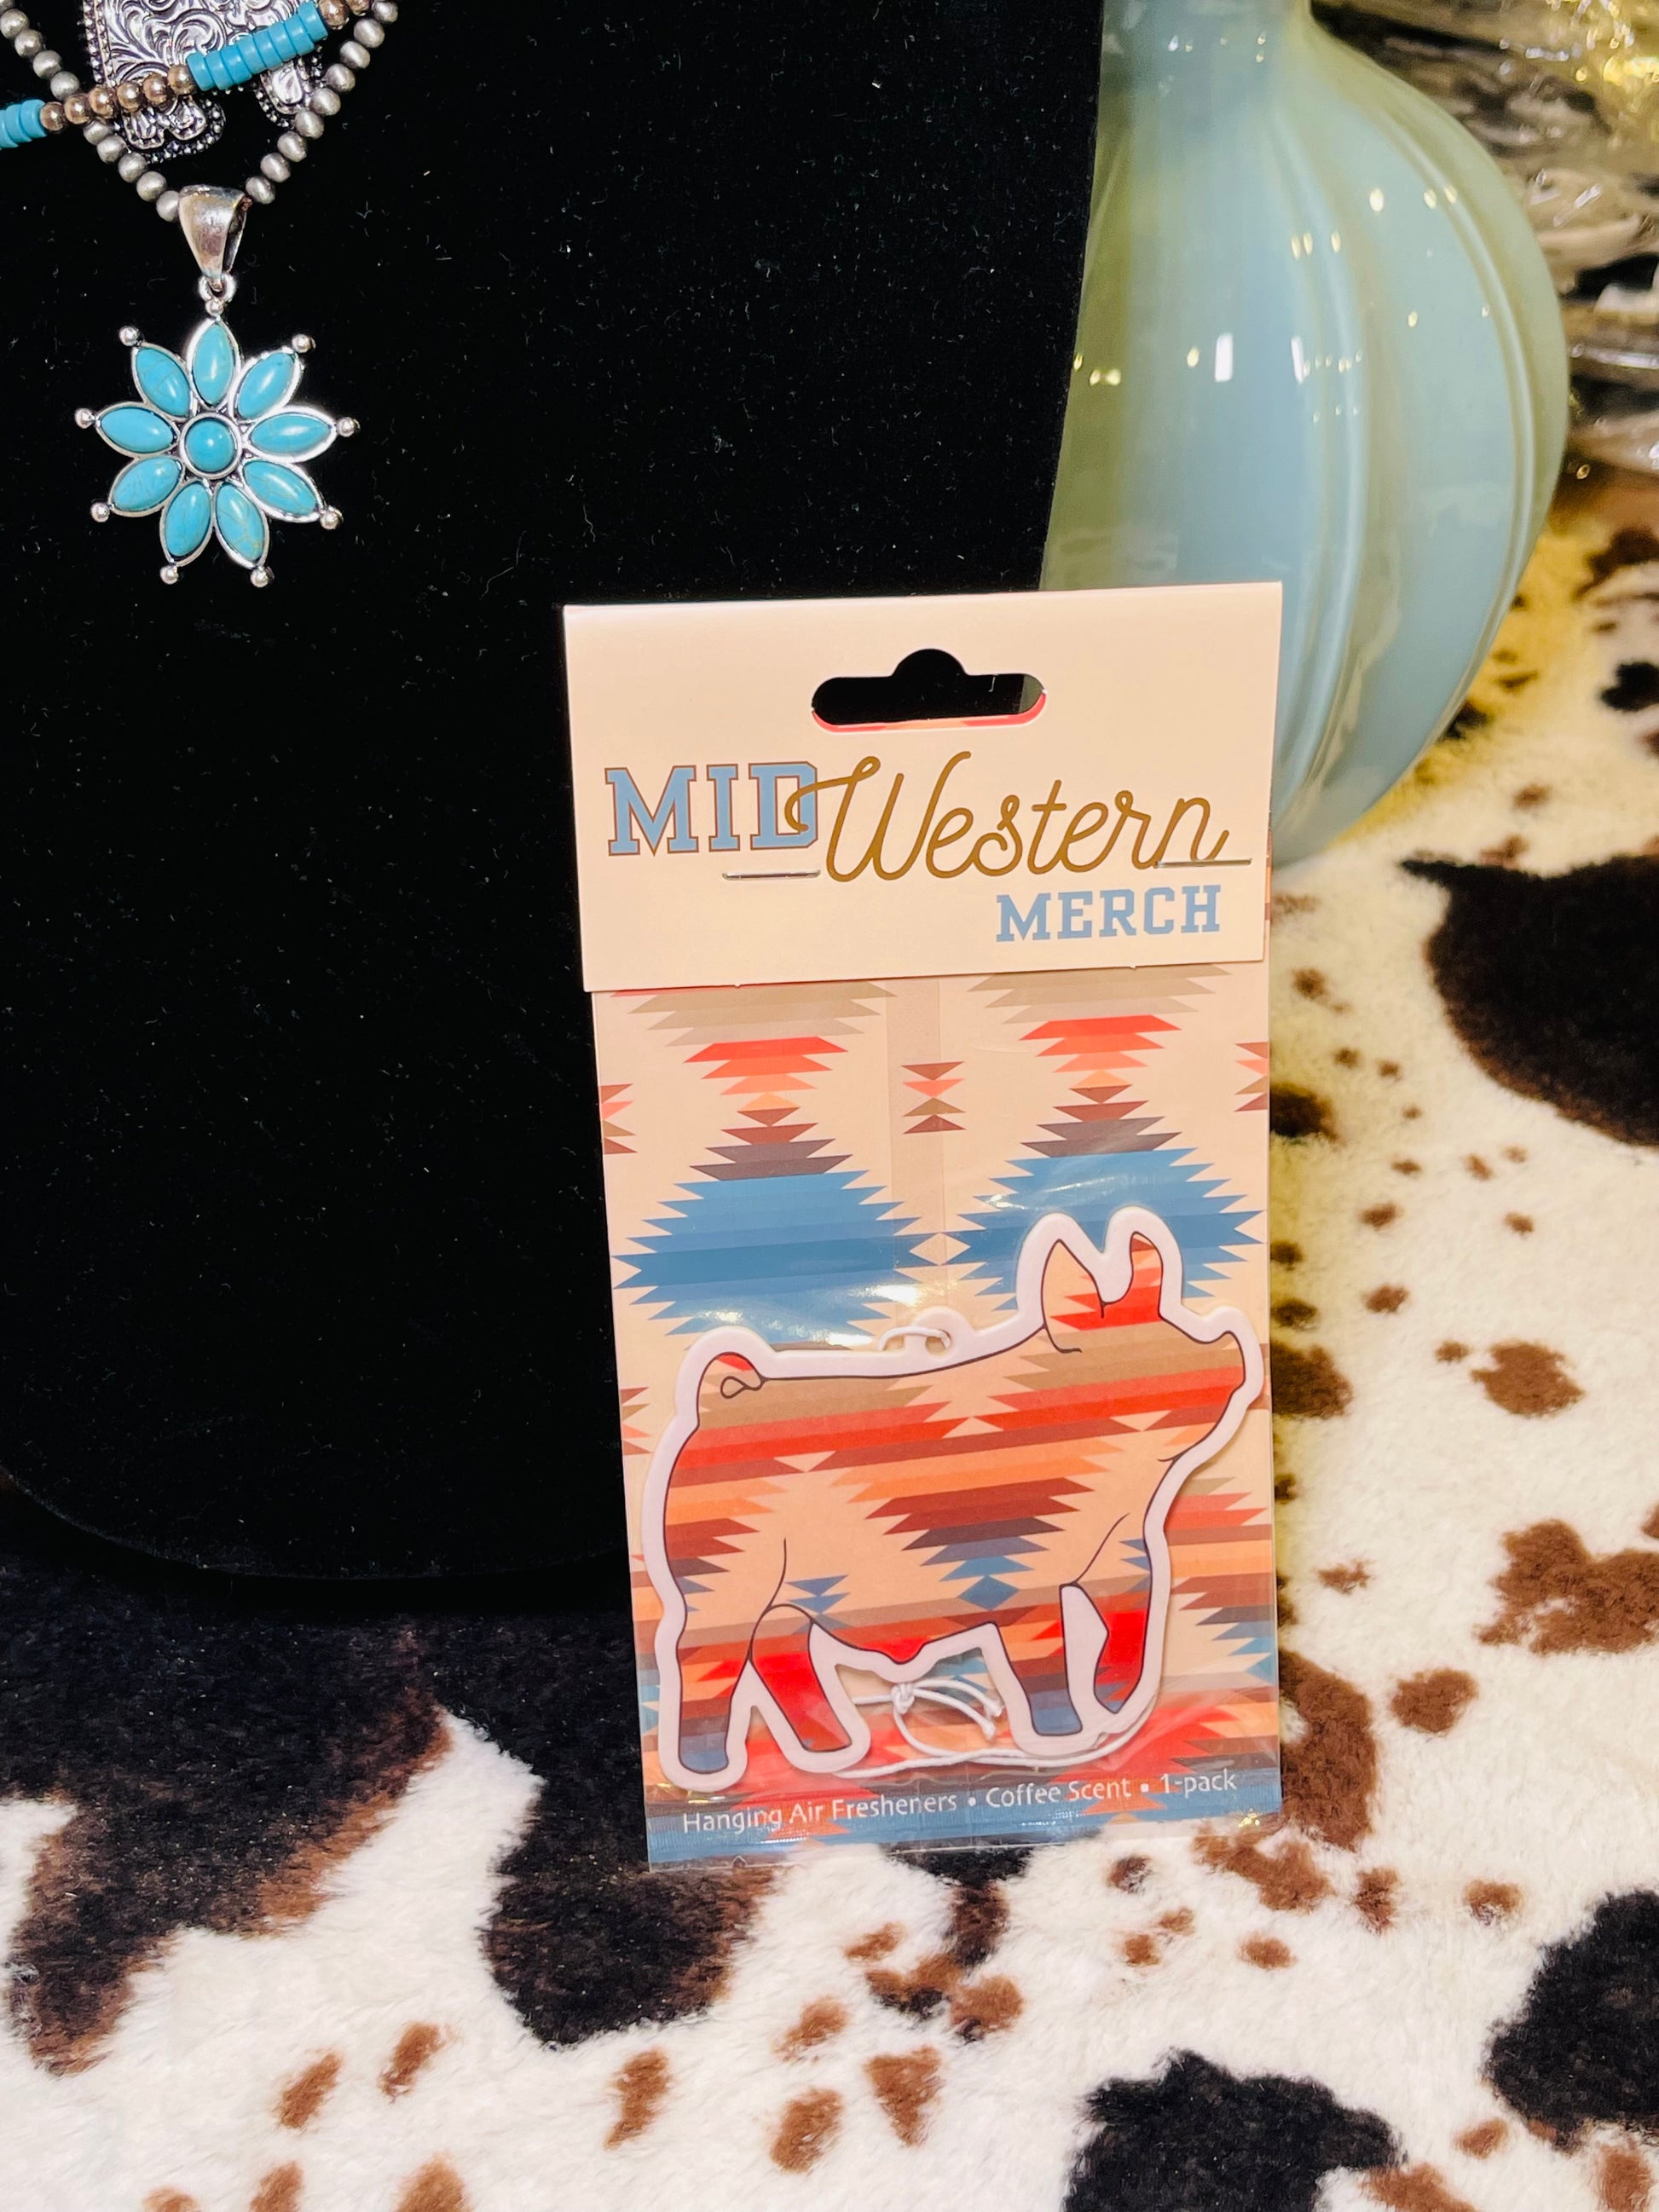 MID Western
MERCH
Hanging Air Fresheners • Coffee Scent • 1-pack